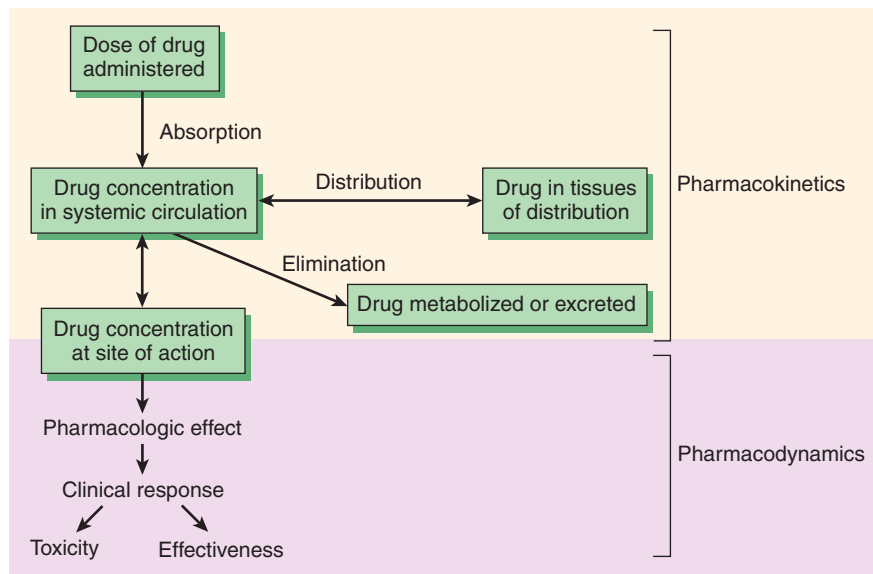 Dose of drug
administered
Absorption
Drug concentration
in systemic circulation
Distribution
Drug in tissues
of distribution
Pharmacokinetics
Elimination
Drug metabolized or excreted
Drug concentration
at site of action
Pharmacologic effect
Clinical response
Toxicity
Effectiveness
Pharmacodynamics